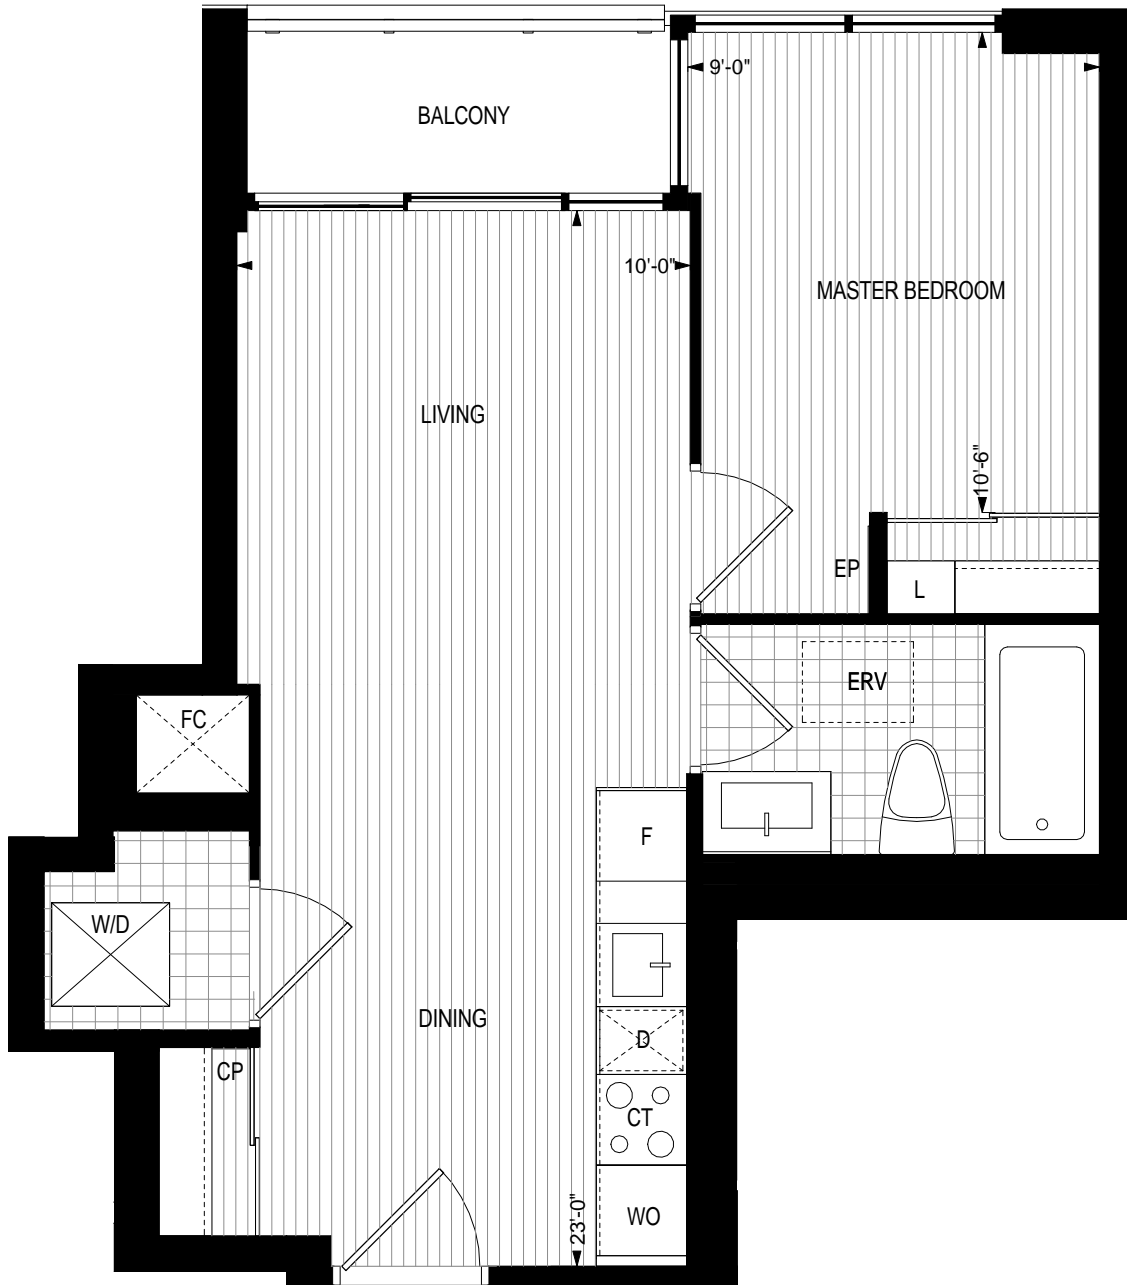 9'-0"
BALCONY
10'-0"
MASTER BEDROOM
LIVING
10'-6"
EP
L
ERV
FC
F
W/D
DINING
D
CP
CT
WO
23'-0"